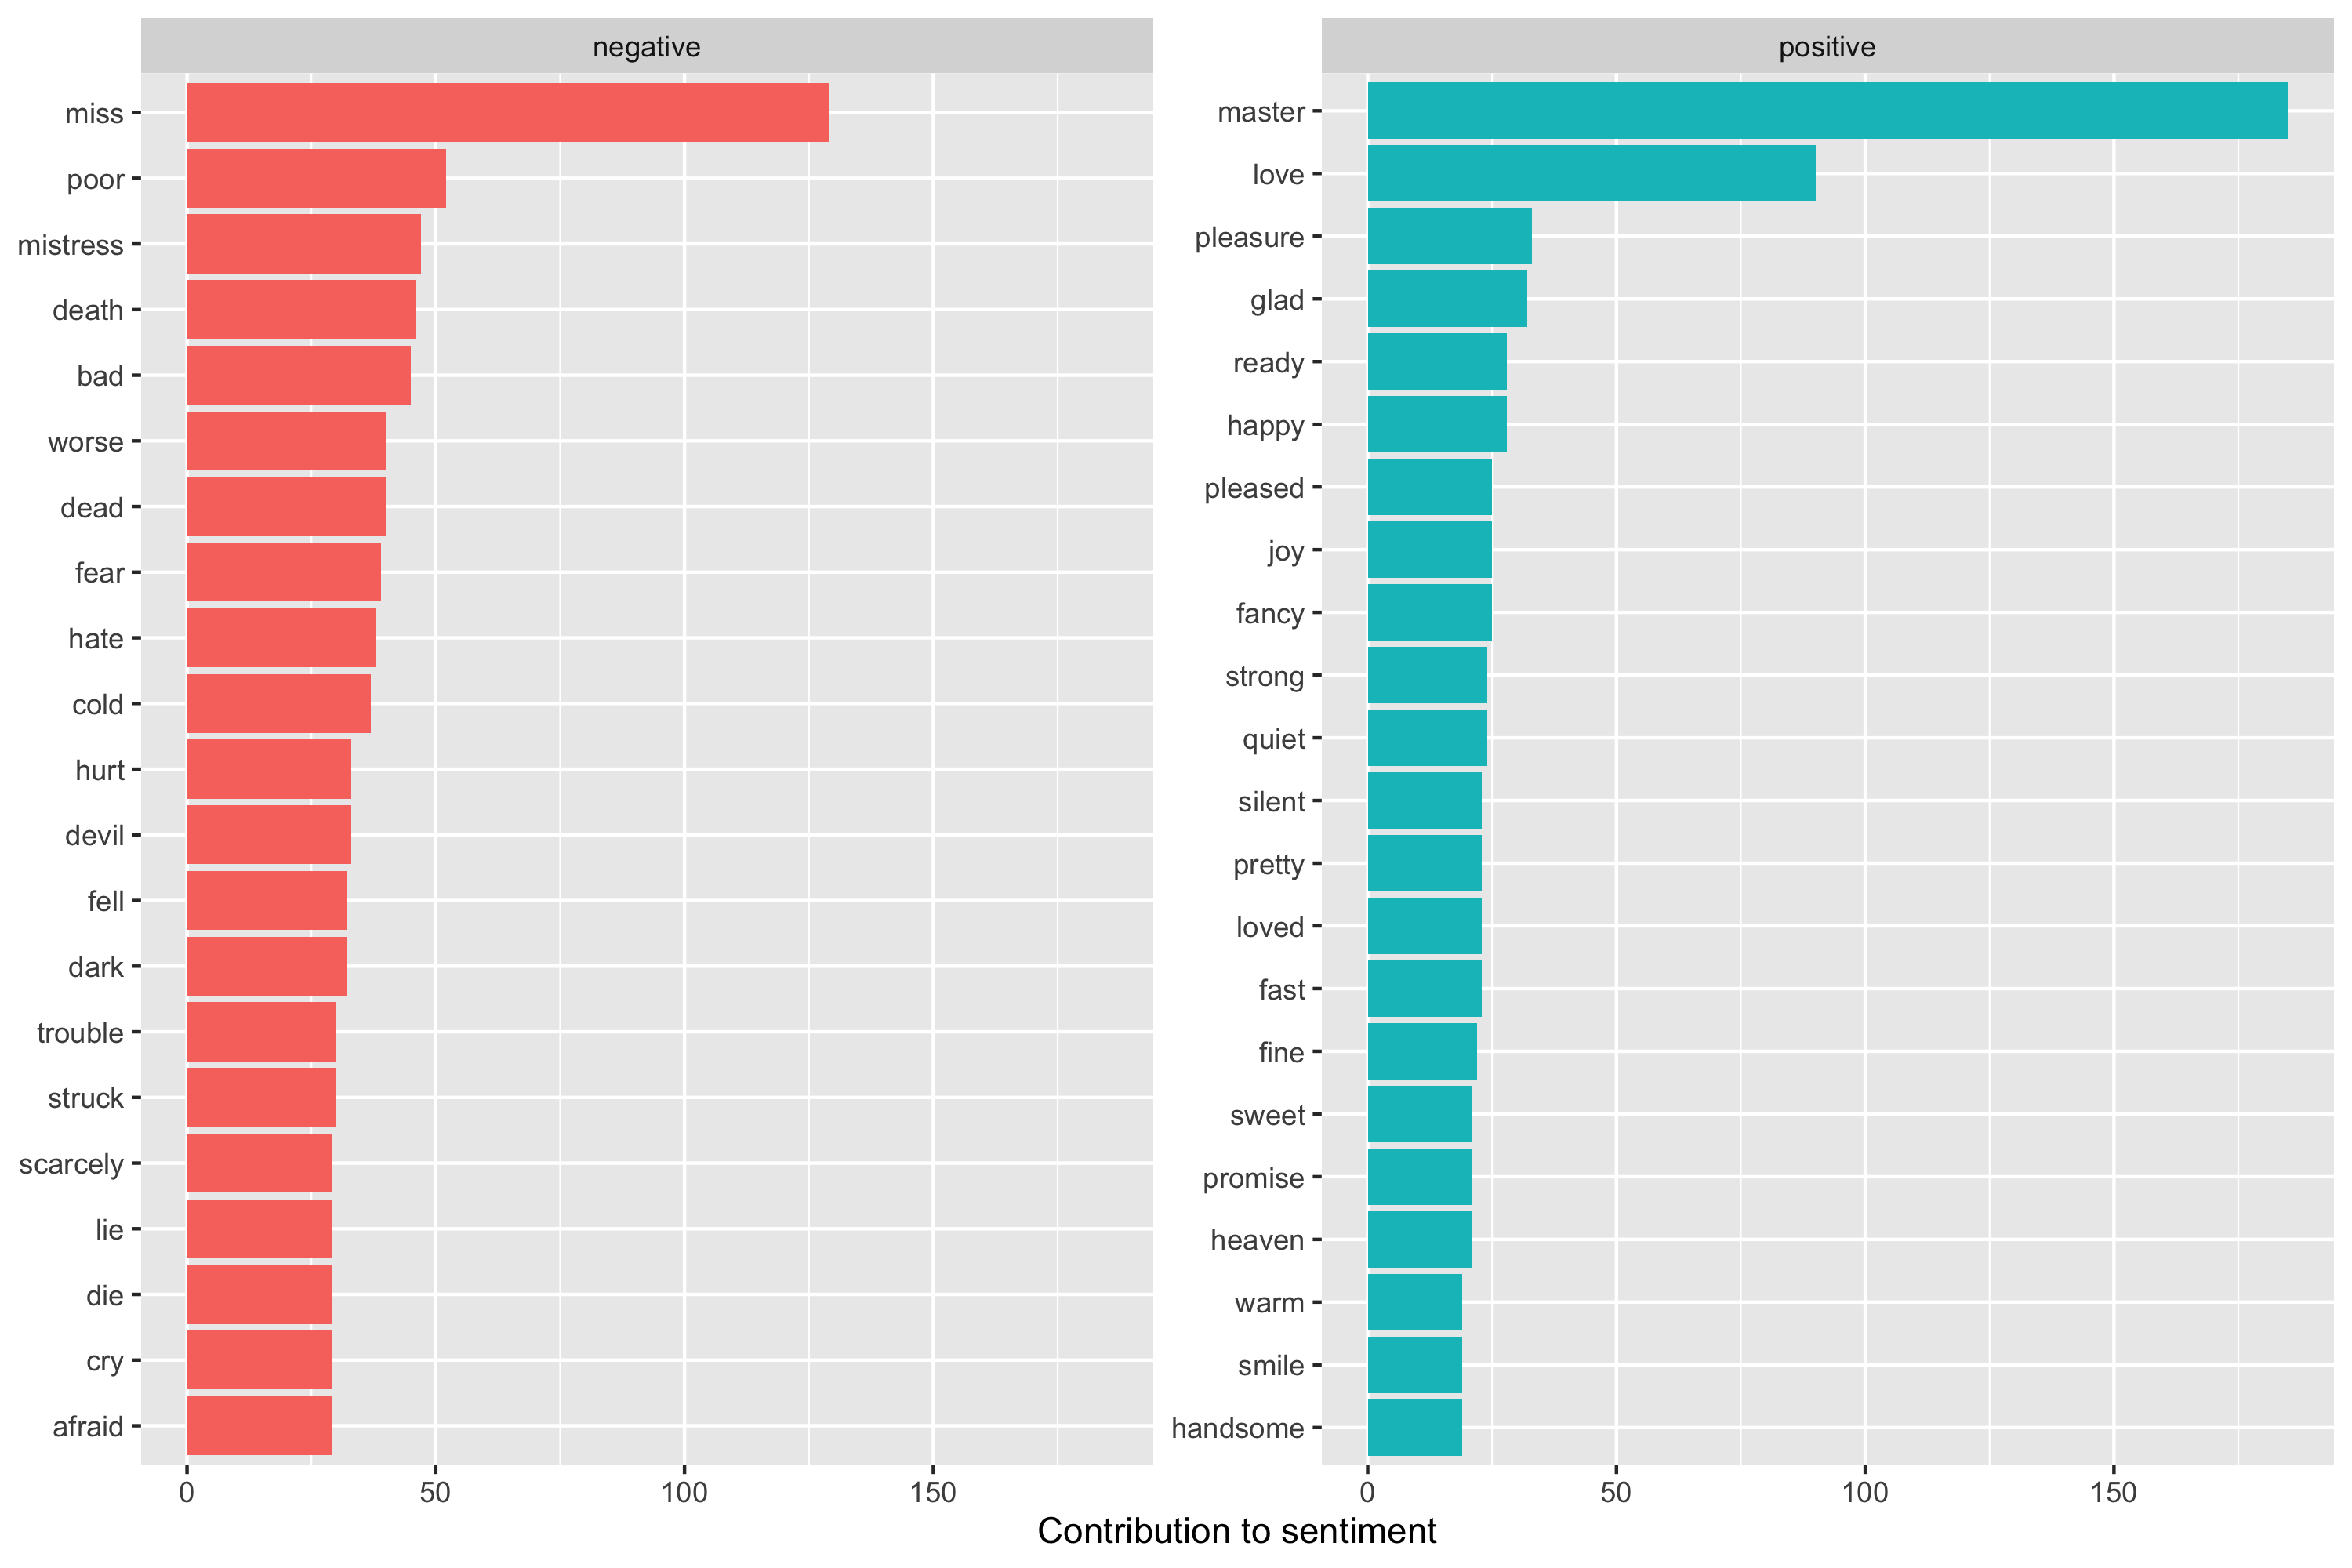 negative
miss
poor
mistress
death
bad
worse
dead
fear
hate
cold
hurt
devil
fell
dark
trouble
struck
scarcely
lie
die
cry
afraid
0 50 100 150
positive
master
love
pleasure
glad
ready
happy
pleased
joy
fancy
strong
quiet
silent
pretty
loved
fast
fine
sweet
promise
heaven
warm
smile
handsome
0 50 100 150
Contribution to sentiment